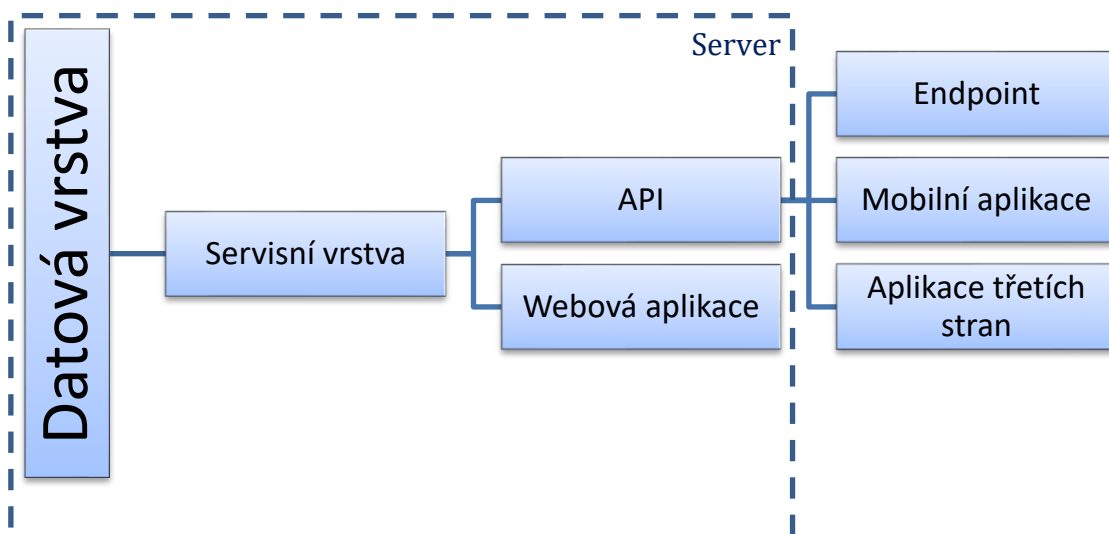 Server
Datová vrstva
Servisní vrstva
API
Webová aplikace
Endpoint
Mobilní aplikace
Aplikace třetích
stran